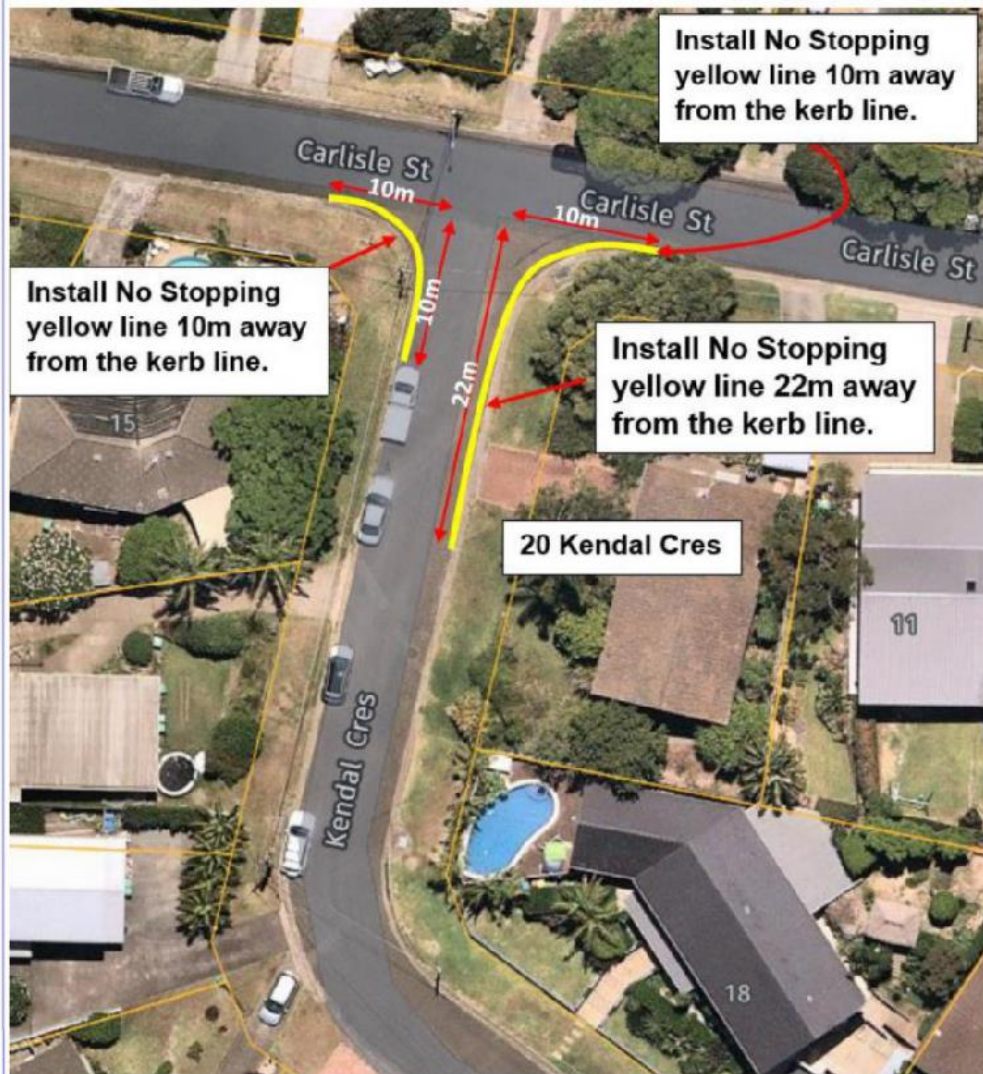 Install No Stopping
yellow line 10m away
from the kerb line.
Carlisle St
10m
10m
Carlisle St
Carlisle St
Install No Stopping
yellow line 10m away
from the kerb line.
10m
22m
Install No Stopping
yellow line 22m away
from the kerb line.
15
20 Kendal Cres
11
Kendal Cres
18